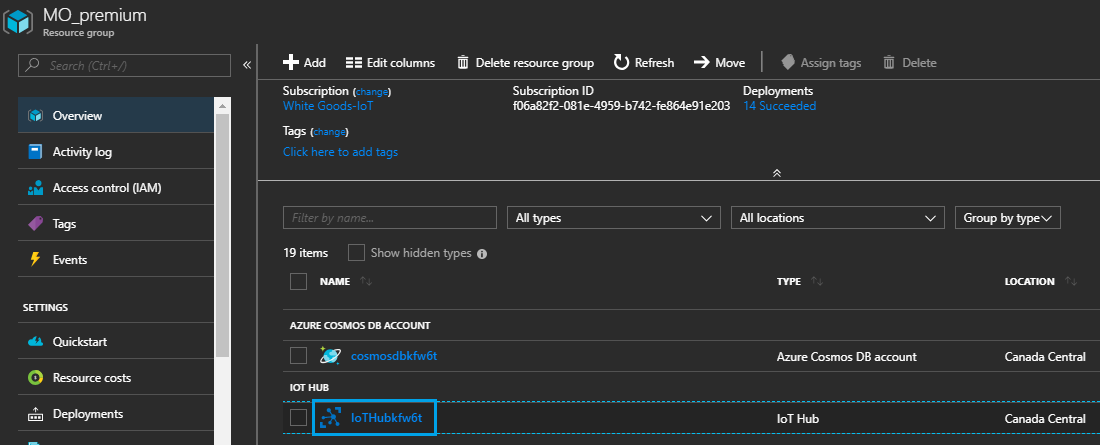 MO_premium
Resource group
Search (Ctrl+/)
«
Overview
Activity log
Access control (IAM)
Tags
Events
SETTINGS
Quickstart
Resource costs
Deployments
Add Edit columns Delete resource group Refresh Move Assign tags Delete
Subscription (change) Subscription ID Deployments
White Goods-IoT f06a82f2-081e-4959-b742-fe864e91e203 14 Succeeded
Tags (change)
Click here to add tags
Filter by name... All types All locations Group by type
19 items Show hidden types
NAME TYPE LOCATION
AZURE COSMOS DB ACCOUNT
cosmosdbkfw6t Azure Cosmos DB account Canada Central
IOT HUB
IoTHubkfw6t IoT Hub Canada Central